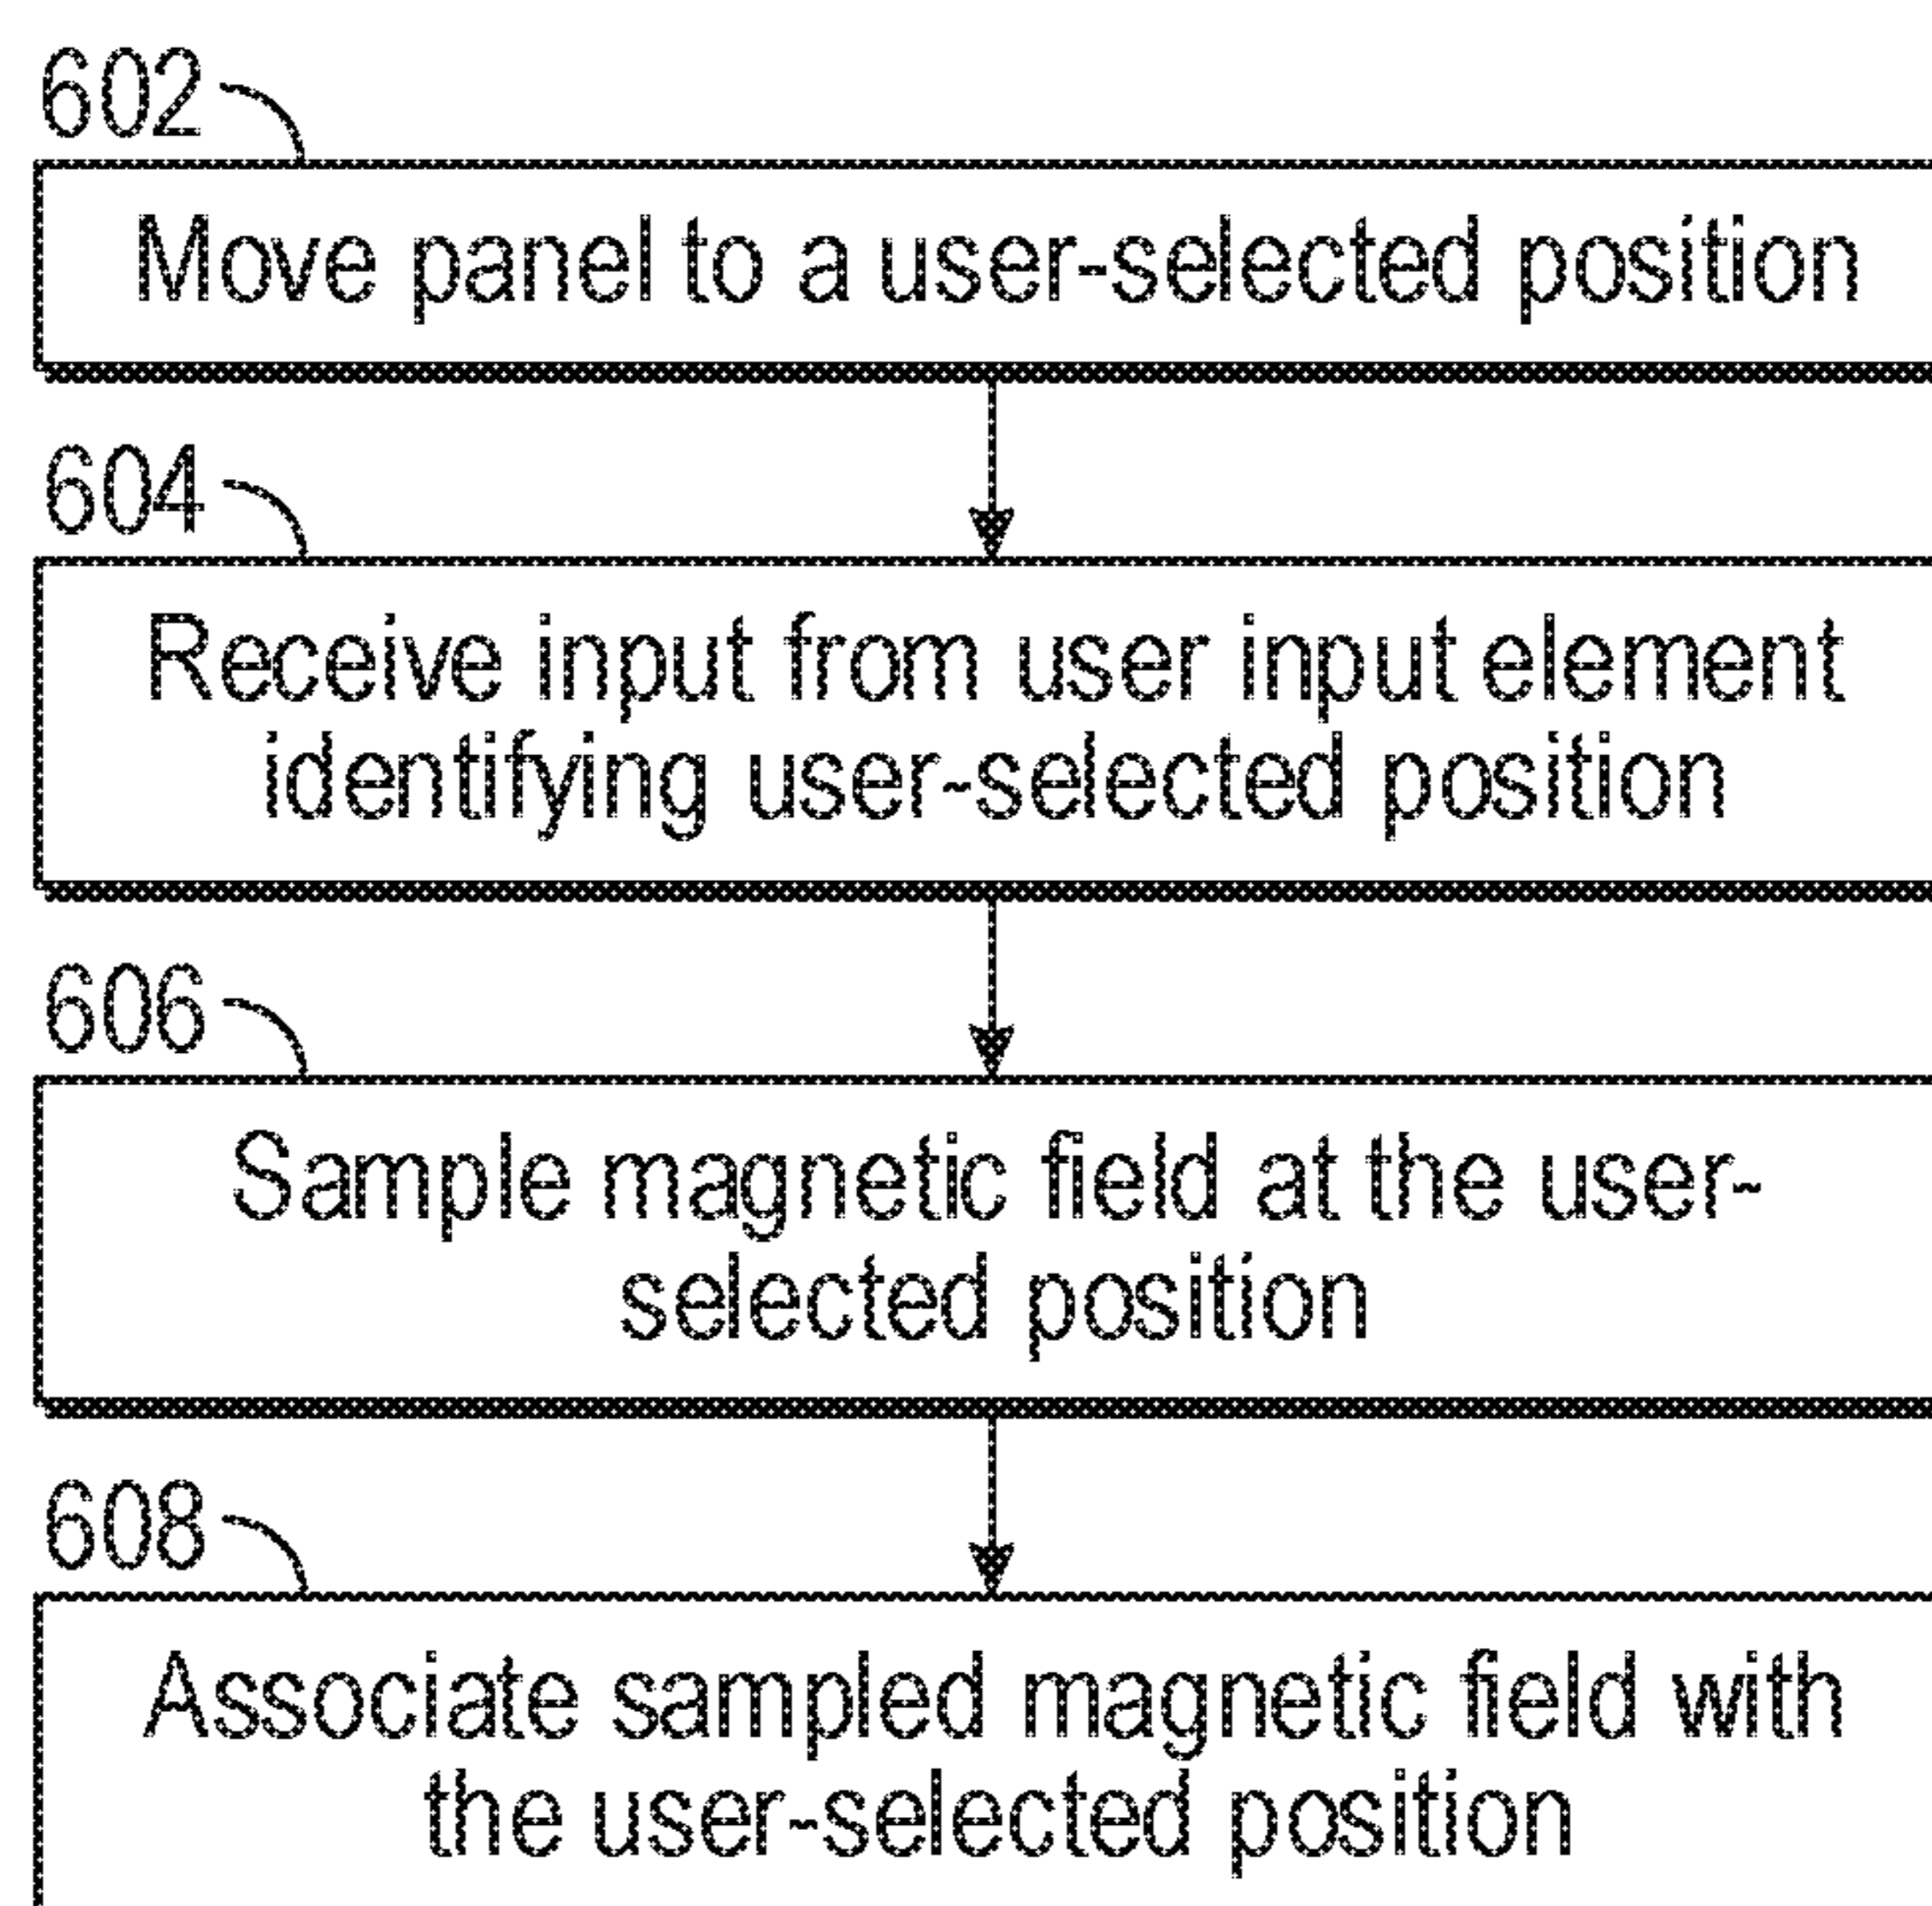 602
Move panel to a user-selected position
604
Receive input from user input element
identifying user-selected position
606
Sample magnetic field at the user-
selected position
608
Associate sampled magnetic field with
the user-selected position